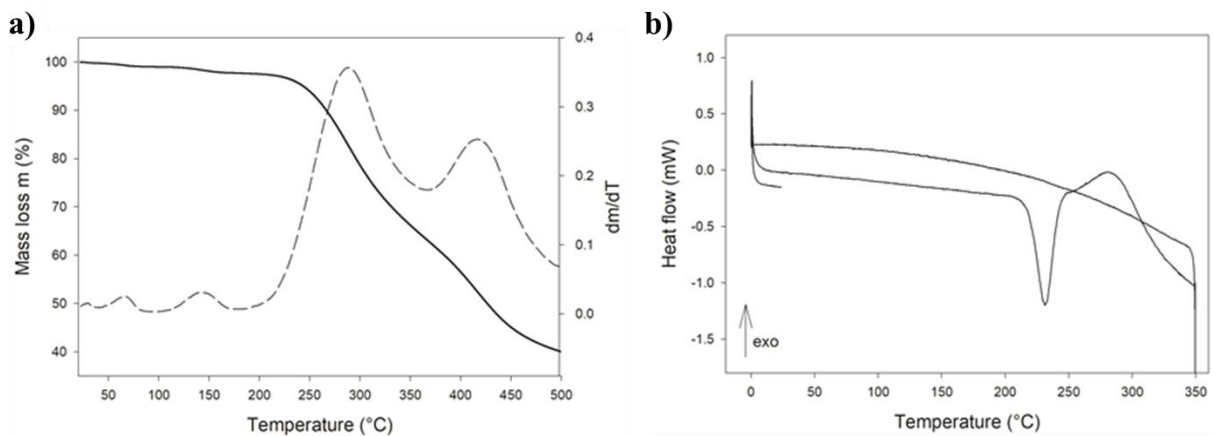 a)
Mass loss m (%)
100
90
80
70
60
50
40
0.4
0.3
0.2
0.1
0.0
dm/dT
50 100 150 200 250 300 350 400 450 500
Temperature (°C)
b)
Heat flow (mW)
1.0
0.5
0.0
-0.5
-1.0
-1.5
exo
0 50 100 150 200 250 300 350
Temperature (°C)